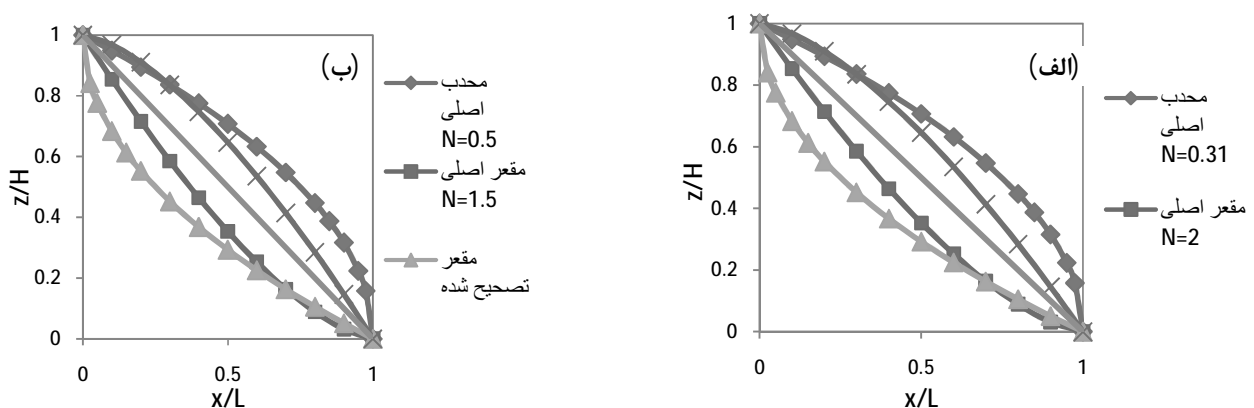 (ب)
1
0.8
0.6
0.4
0.2
0
z/H
0
0.5
1
x/L
محدب
اصلی
N=0.5
مقعر اصلی
N=1.5
مقعر
تصحیح شده
(الف)
1
0.8
0.6
0.4
0.2
0
z/H
0
0.5
1
x/L
محدب
اصلی
N=0.31
مقعر اصلی
N=2